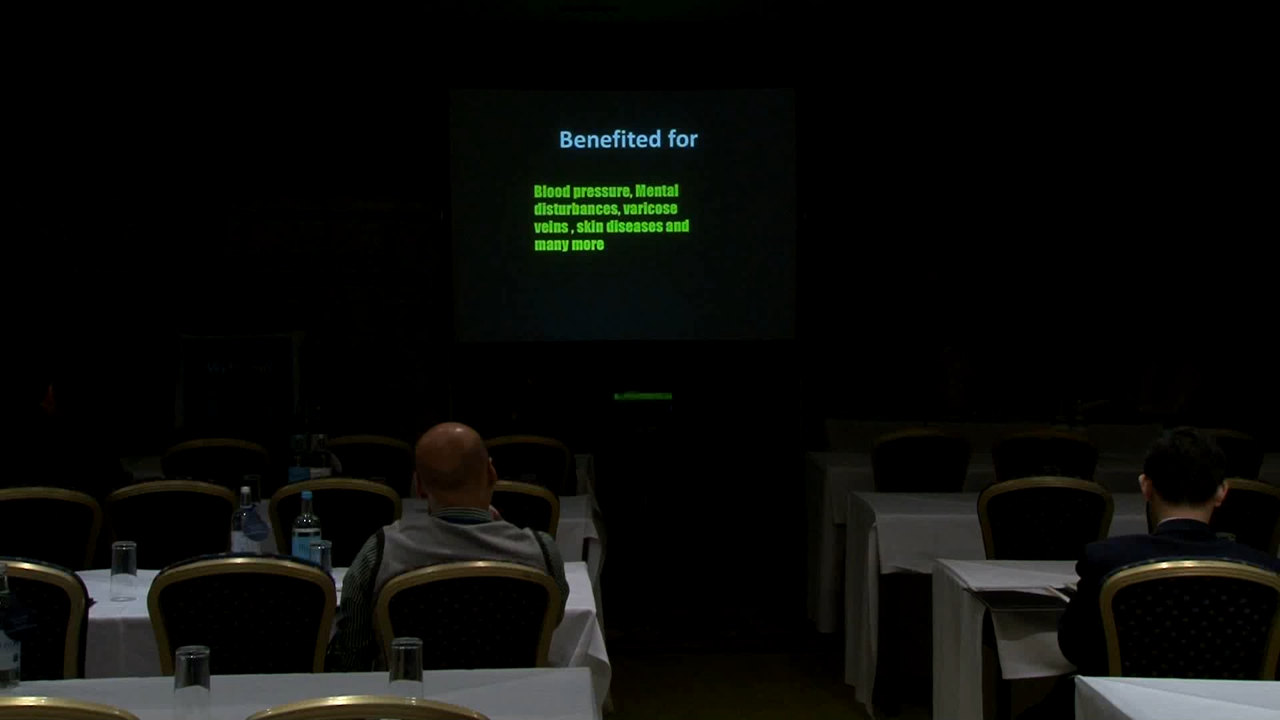 Benefited for
Blood pressure, Mental
disturbances, varicose
veins , skin diseases and
many more